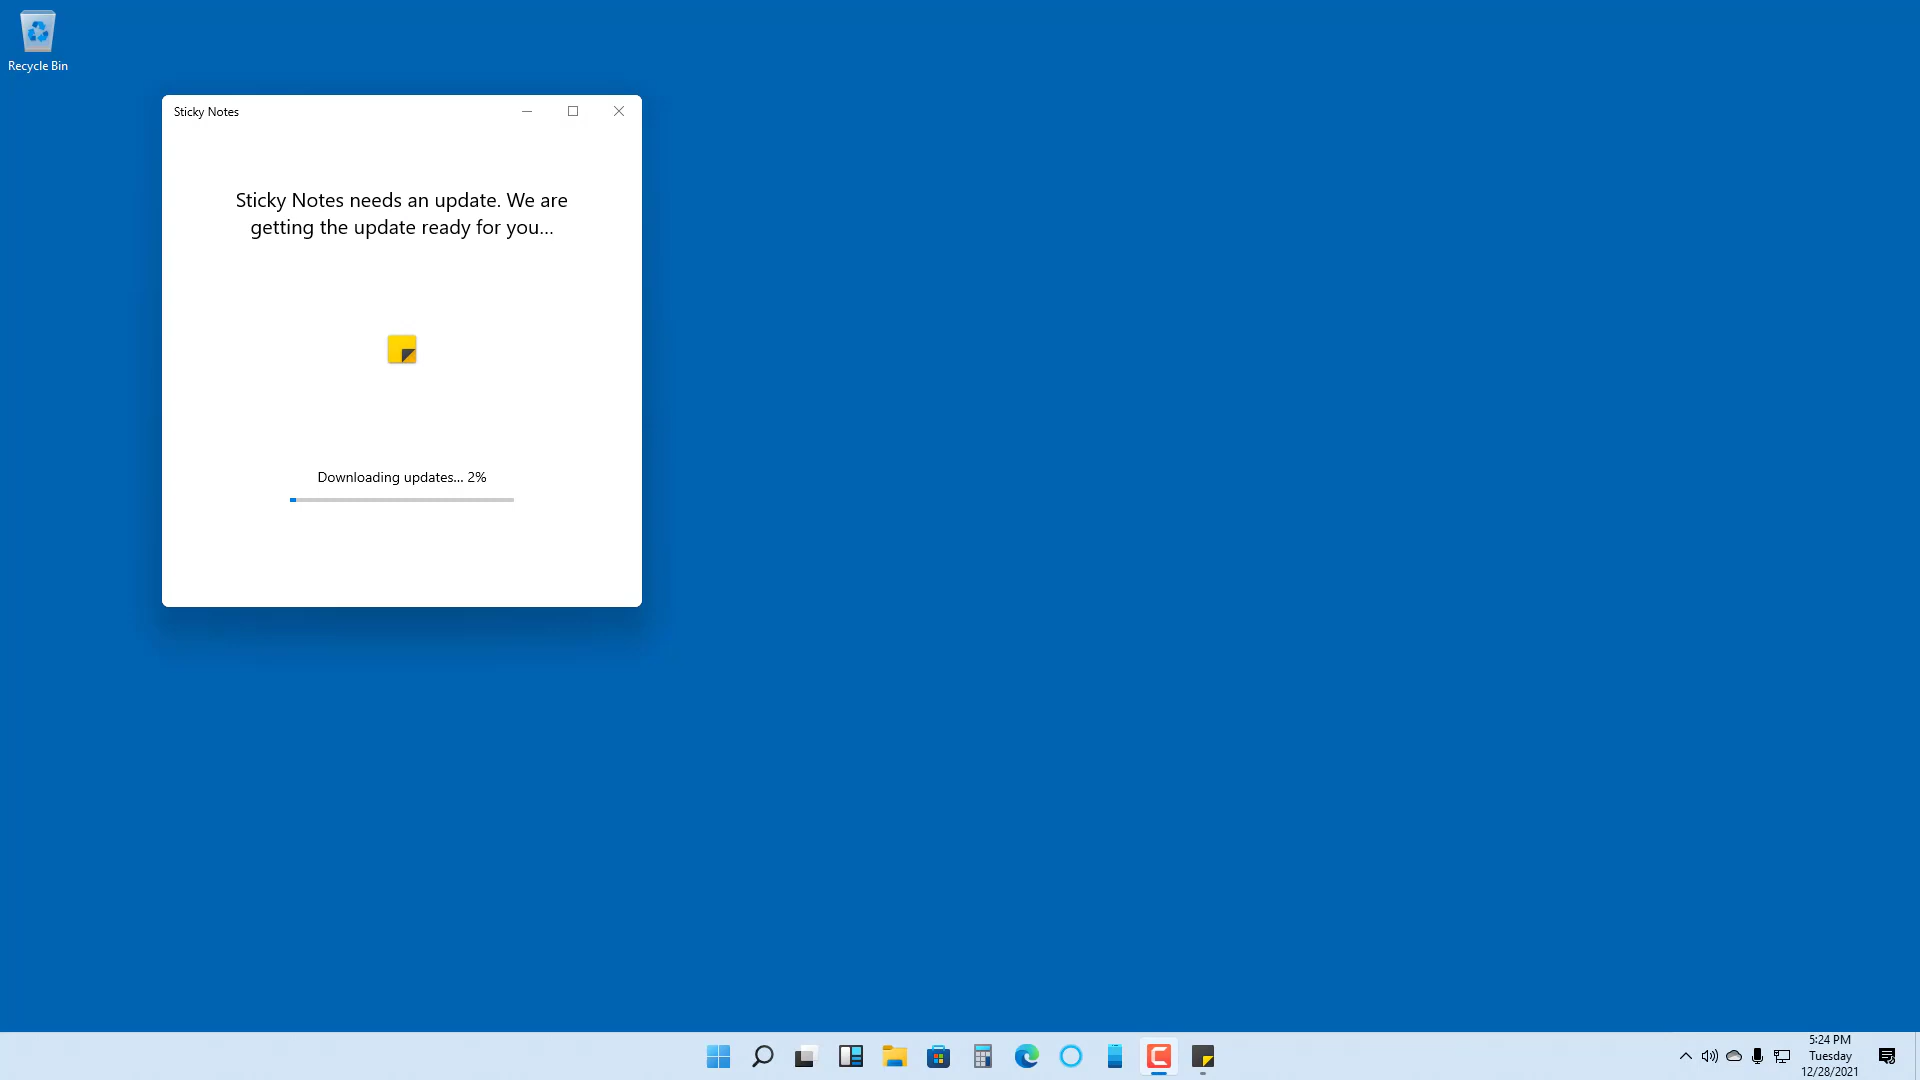 Recycle Bin
Sticky Notes
Sticky Notes needs an update. We are
getting the update ready for you...
Downloading updates... 2%
5:24 PM
Tuesday
12/28/2021